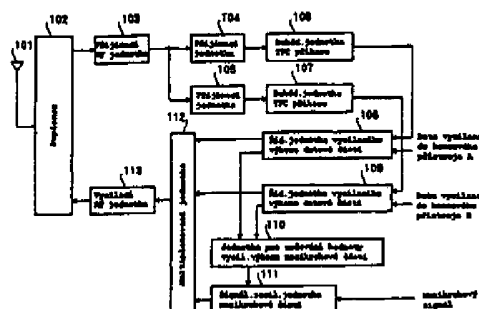 102
103
104
108
101
Přijímací
RF jednotka
Přijímací
jednotka
Dekód.jednotka
TPC příkazu
105
107
Přijímací
jednotka
Dekód.jednotka
TPC příkazu
Duplexer
112
106
Říd.jednotka vysílacího
výkonu datové části
Data vysílaná
do koncového
přístroje A
113
Vysílací
RF jednotka
109
Říd.jednotka vysílacího
výkonu datové části
Data vysílaná
do koncového
přístroje B
Multiplexovací jednotka
110
Jednotka pro určování hodnoty
vysíl.výkonu unikátní části
111
Signál.
signál